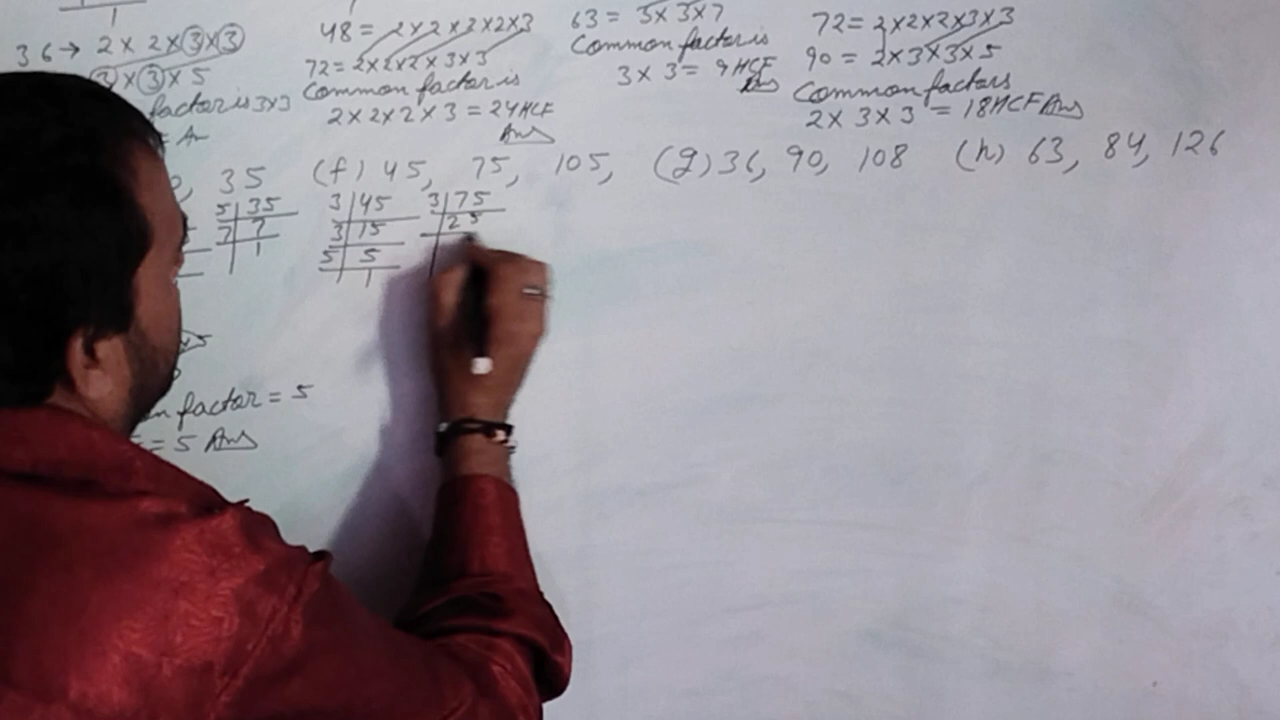 1
36 → 2 × 2 × 3 × 3
3 × 3 × 5
factor is 3×3
= An
48 = 2×2×2×2×3
72 = 2×2×2×3×3
Common factor is
2 × 2 × 2 × 3 = 24 HCF
Ans
63 = 3×3×7
Common factor is
3 × 3 = 9 HCF
Ans
72 = 2×2×2×3×3
90 = 2×3×3×5
Common factors
2 × 3 × 3 = 18 HCF Ans
, 35 (f) 45, 75, 105, (g) 36, 90, 108 (h) 63, 84, 126
5 | 35
7 | 7
1
3 | 45
3 | 15
5 | 5
1
3 | 75
25
n factor = 5
= 5 Ans